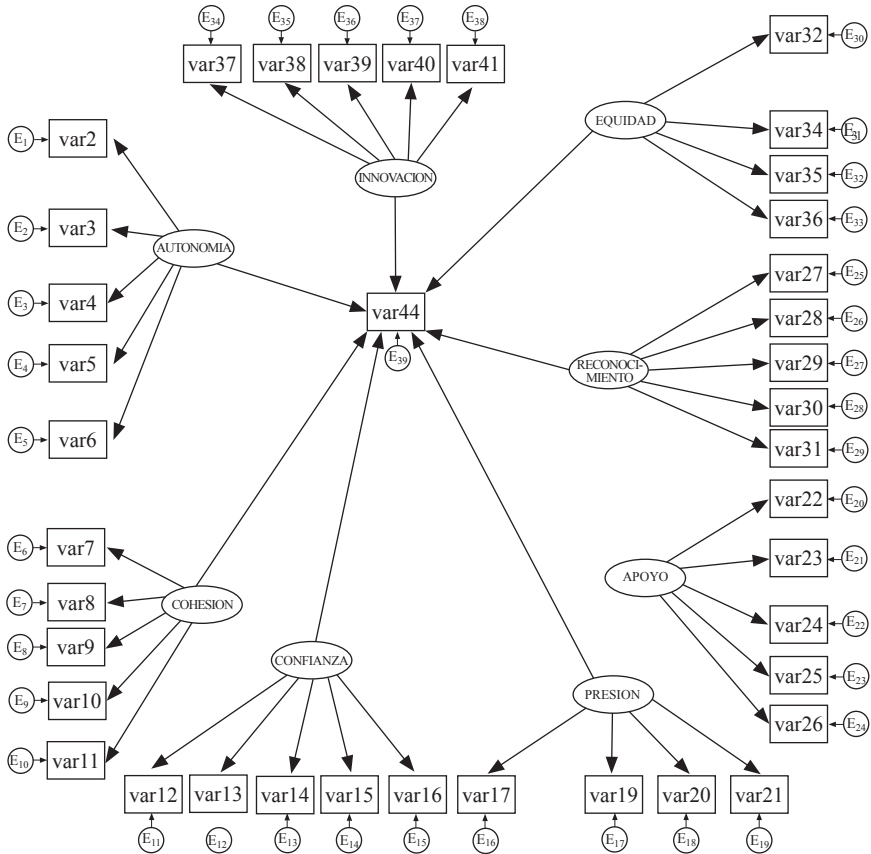 E34 E35 E36 E37 E38
var37 var38 var39 var40 var41
INNOVACION
E1 var2
E2 var3
E3 var4
E4 var5
E5 var6
AUTONOMIA
EQUIDAD
var32 E30
var34 E31
var35 E32
var36 E33
var44
E39
RECONOCI-
MIENTO
var27 E25
var28 E26
var29 E27
var30 E28
var31 E29
E6 var7
E7 var8
E8 var9
E9 var10
E10 var11
COHESION
APOYO
var22 E20
var23 E21
var24 E22
var25 E23
var26 E24
CONFIANZA
PRESION
var12 var13 var14 var15 var16 var17 var19 var20 var21
E11 E12 E13 E14 E15 E16 E17 E18 E19